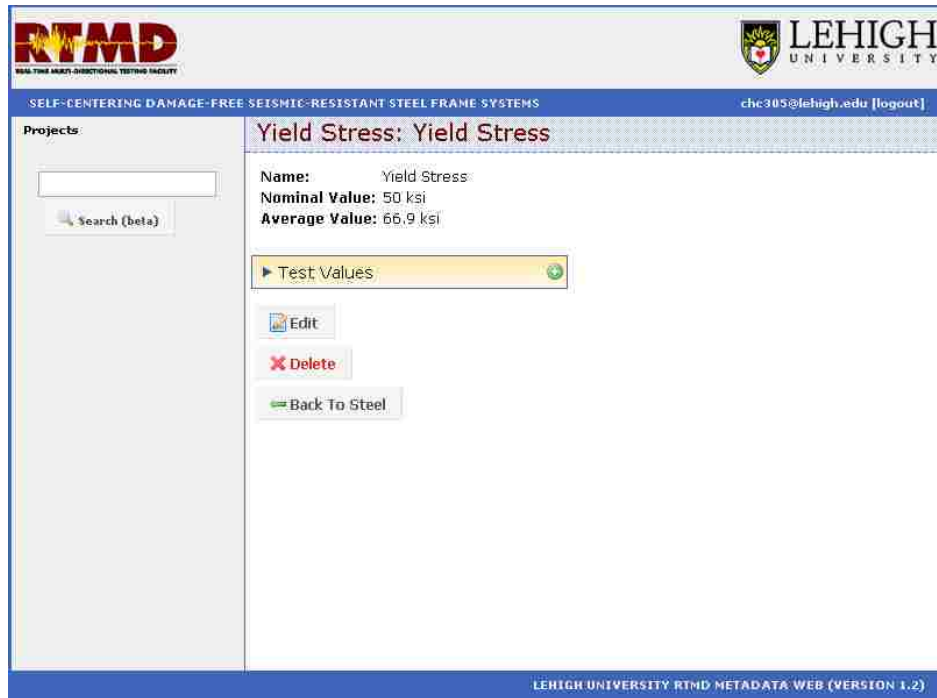 RTMD
REAL-TIME MULTI-DIRECTIONAL TESTING FACILITY
LEHIGH
UNIVERSITY
SELF-CENTERING DAMAGE-FREE SEISMIC-RESISTANT STEEL FRAME SYSTEMS
chc305@lehigh.edu [logout]
Projects
Search (beta)
Yield Stress: Yield Stress
Name: Yield Stress
Nominal Value: 50 ksi
Average Value: 66.9 ksi
Test Values
Edit
Delete
Back To Steel
LEHIGH UNIVERSITY RTMD METADATA WEB (VERSION 1.2)